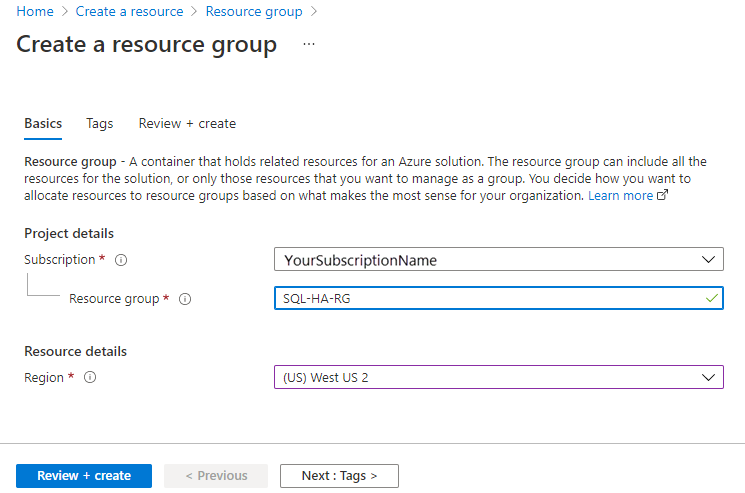 Home > Create a resource > Resource group >
Create a resource group ...
Basics Tags Review + create
Resource group - A container that holds related resources for an Azure solution. The resource group can include all the
resources for the solution, or only those resources that you want to manage as a group. You decide how you want to
allocate resources to resource groups based on what makes the most sense for your organization. Learn more
Project details
Subscription * YourSubscriptionName
Resource group * SQL-HA-RG
Resource details
Region * (US) West US 2
Review + create < Previous Next : Tags >